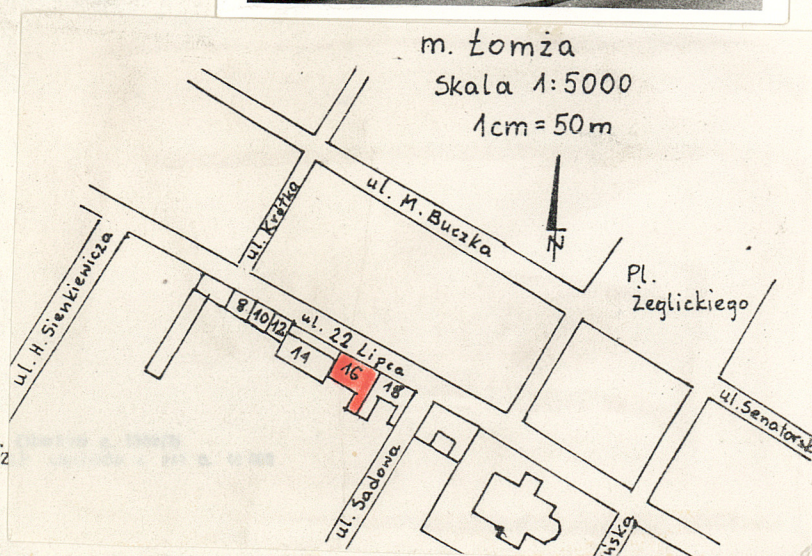 m. Łomża
Skala 1:5000
1cm = 50m
ul. M. Buczka
N
ul. Krótka
Pl.
Żeglickiego
ul. H. Sienkiewicza
8
10
12
14
ul. 22 Lipca
16
18
ul. Senatorsk
ul. Sadowa
ińska